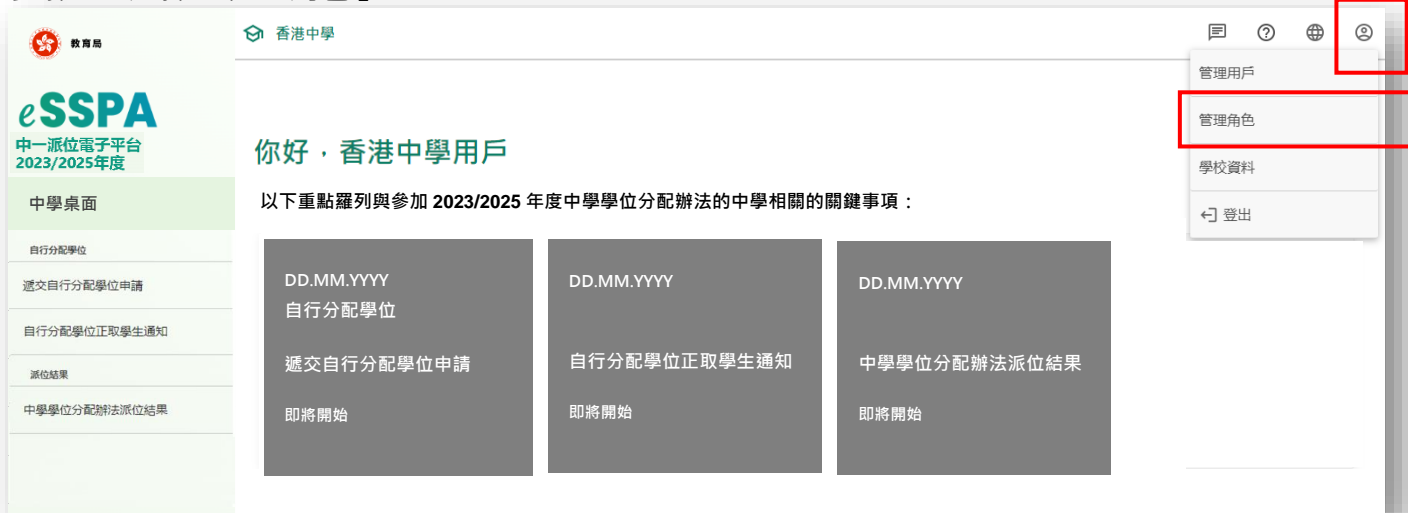 教育局
香港中學
管理用戶
管理角色
學校資料
登出
eSSPA
中一派位電子平台
2023/2025年度
中學桌面
自行分配學位
遞交自行分配學位申請
自行分配學位正取學生通知
派位結果
中學學位分配辦法派位結果
你好，香港中學用戶
以下重點羅列與參加 2023/2025 年度中學學位分配辦法的中學相關的關鍵事項：
DD.MM.YYYY
自行分配學位
遞交自行分配學位申請
即將開始
DD.MM.YYYY
自行分配學位正取學生通知
即將開始
DD.MM.YYYY
中學學位分配辦法派位結果
即將開始